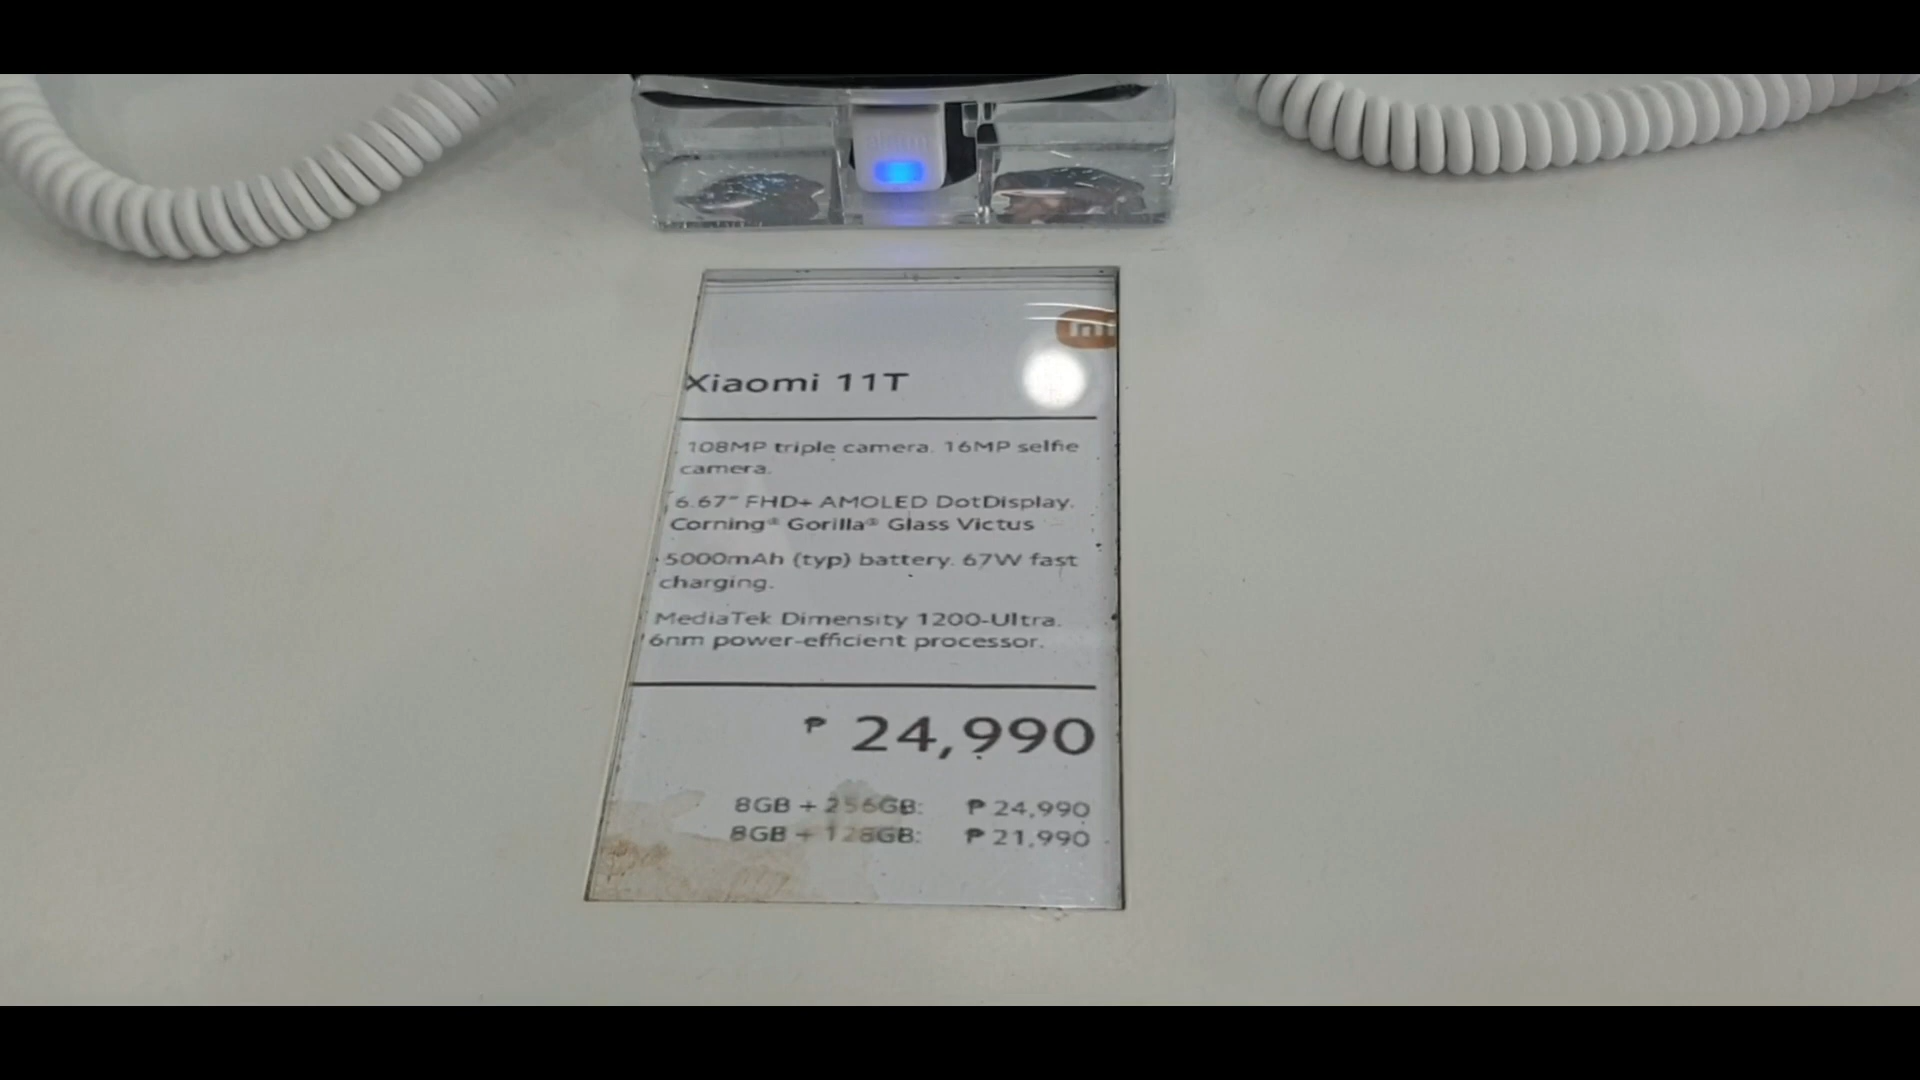 alarm
mi
Xiaomi 11T
108MP triple camera. 16MP selfie
camera.
6.67" FHD+ AMOLED DotDisplay.
Corning® Gorilla® Glass Victus
5000mAh (typ) battery. 67W fast
charging.
MediaTek Dimensity 1200-Ultra.
6nm power-efficient processor.
₱ 24,990
8GB + 256GB: ₱ 24,990
8GB + 128GB: ₱ 21,990